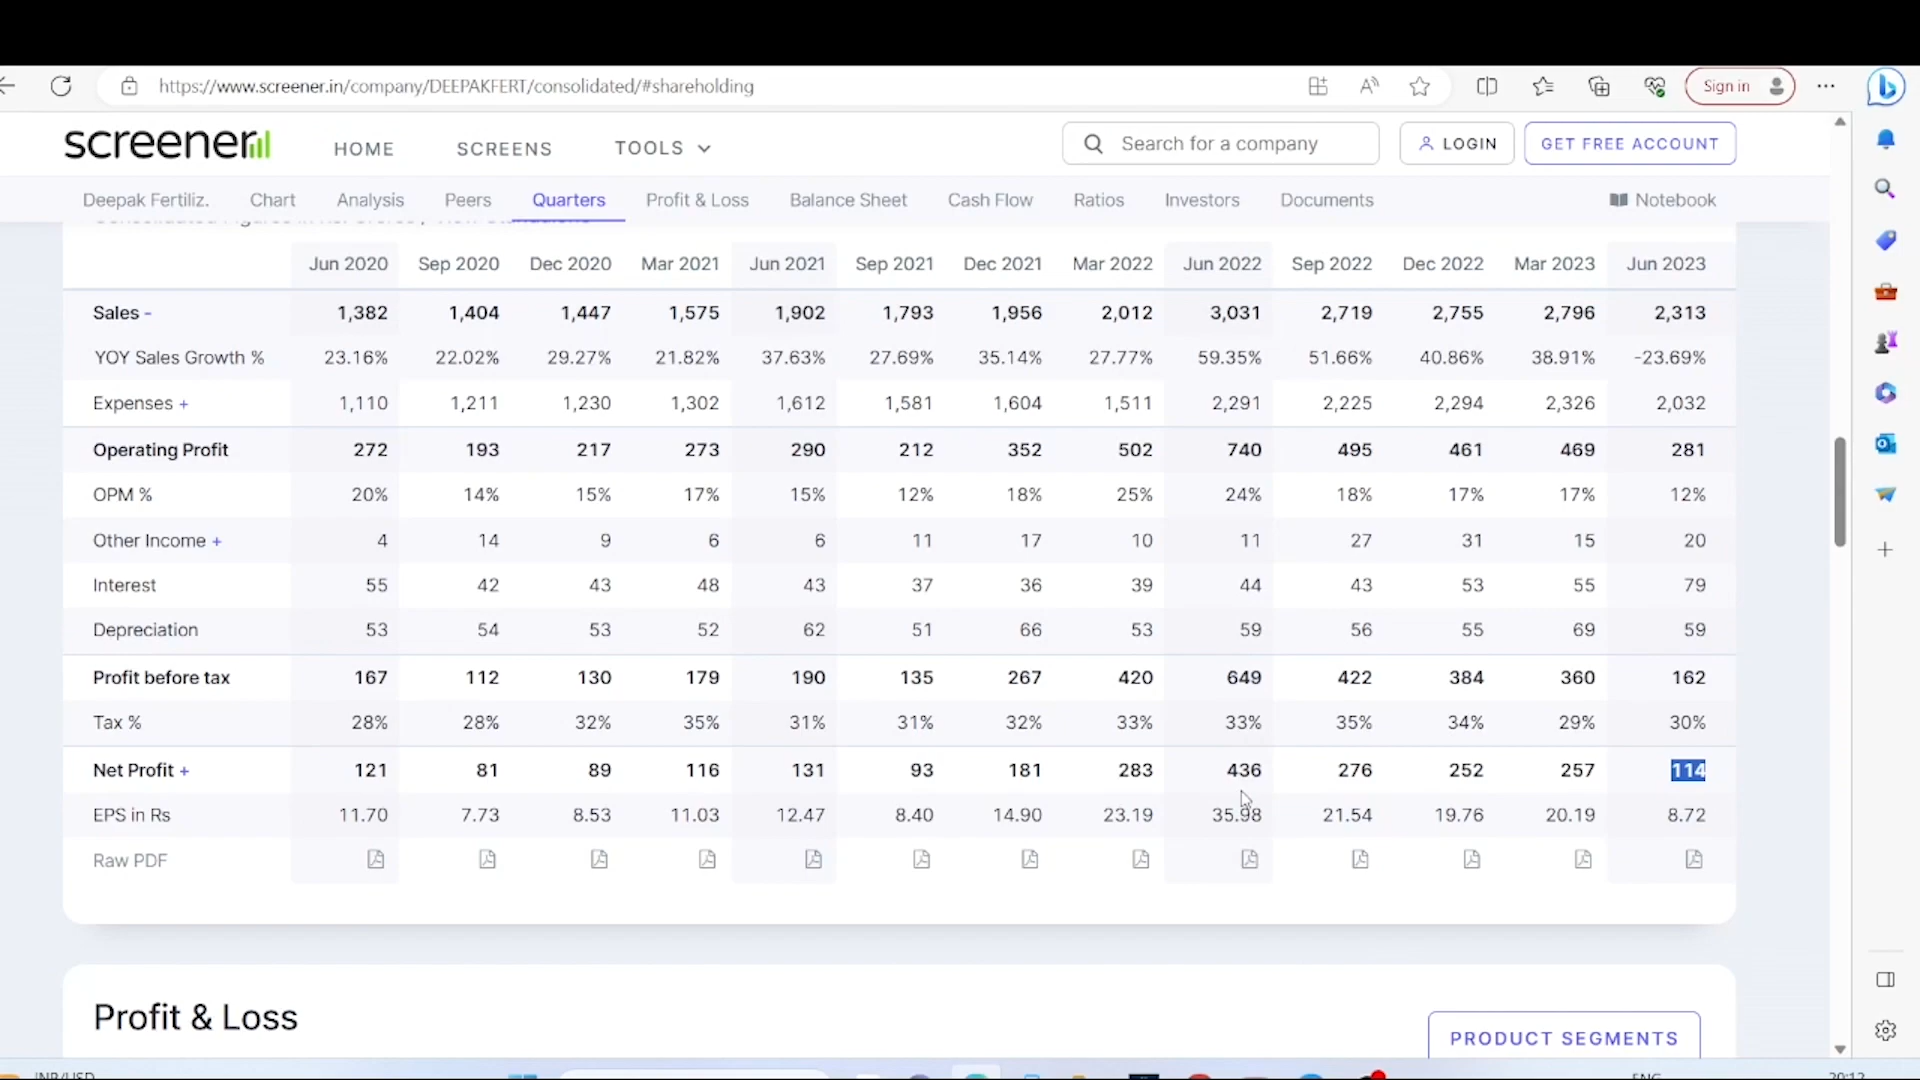 https://www.screener.in/company/DEEPAKFERT/consolidated/#shareholding
Sign in
screener
HOME
SCREENS
TOOLS
Search for a company
LOGIN
GET FREE ACCOUNT
Deepak Fertiliz. Chart Analysis Peers Quarters Profit & Loss Balance Sheet Cash Flow Ratios Investors Documents Notebook
Jun 2020 Sep 2020 Dec 2020 Mar 2021 Jun 2021 Sep 2021 Dec 2021 Mar 2022 Jun 2022 Sep 2022 Dec 2022 Mar 2023 Jun 2023
Sales - 1,382 1,404 1,447 1,575 1,902 1,793 1,956 2,012 3,031 2,719 2,755 2,796 2,313
YOY Sales Growth % 23.16% 22.02% 29.27% 21.82% 37.63% 27.69% 35.14% 27.77% 59.35% 51.66% 40.86% 38.91% -23.69%
Expenses + 1,110 1,211 1,230 1,302 1,612 1,581 1,604 1,511 2,291 2,225 2,294 2,326 2,032
Operating Profit 272 193 217 273 290 212 352 502 740 495 461 469 281
OPM % 20% 14% 15% 17% 15% 12% 18% 25% 24% 18% 17% 17% 12%
Other Income + 4 14 9 6 6 11 17 10 11 27 31 15 20
Interest 55 42 43 48 43 37 36 39 44 43 53 55 79
Depreciation 53 54 53 52 62 51 66 53 59 56 55 69 59
Profit before tax 167 112 130 179 190 135 267 420 649 422 384 360 162
Tax % 28% 28% 32% 35% 31% 31% 32% 33% 33% 35% 34% 29% 30%
Net Profit + 121 81 89 116 131 93 181 283 436 276 252 257 114
EPS in Rs 11.70 7.73 8.53 11.03 12.47 8.40 14.90 23.19 35.98 21.54 19.76 20.19 8.72
Raw PDF
Profit & Loss
PRODUCT SEGMENTS
INR/USD
ENG
20:12